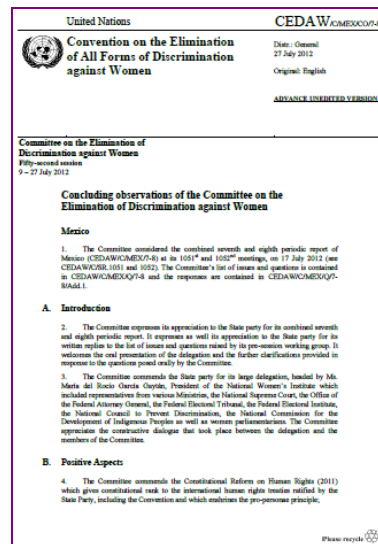 United Nations
CEDAW/C/MEX/CO/7-8
Convention on the Elimination
of All Forms of Discrimination
against Women
Distr.: General
27 July 2012
Original: English
ADVANCE UNEDITED VERSION
Committee on the Elimination of
Discrimination against Women
Fifty-second session
9 – 27 July 2012
Concluding observations of the Committee on the
Elimination of Discrimination against Women
Mexico
1. The Committee considered the combined seventh and eighth periodic report of
Mexico (CEDAW/C/MEX/7-8) at its 1051st and 1052nd meetings, on 17 July 2012 (see
CEDAW/C/SR.1051 and 1052). The Committee's list of issues and questions is contained
in CEDAW/C/MEX/Q/7-8 and the responses are contained in CEDAW/C/MEX/Q/7-
8/Add.1.
A. Introduction
2. The Committee expresses its appreciation to the State party for its combined seventh
and eighth periodic report. It expresses as well its appreciation to the State party for its
written replies to the list of issues and questions raised by its pre-session working group. It
welcomes the oral presentation of the delegation and the further clarifications provided in
response to the questions posed orally by the Committee.
3. The Committee commends the State party for its large delegation, headed by Ms.
Maria del Rocio Garcia Gaytán, President of the National Women's Institute which
included representatives from various Ministries, the National Supreme Court, the Office of
the Federal Attorney General, the Federal Electoral Tribunal, the Federal Electoral Institute,
the National Council to Prevent Discrimination, the National Commission for the
Development of Indigenous Peoples as well as women parliamentarians. The Committee
appreciates the constructive dialogue that took place between the delegation and the
members of the Committee.
B. Positive Aspects
4. The Committee commends the Constitutional Reform on Human Rights (2011)
which gives constitutional rank to the international human rights treaties ratified by the
State Party, including the Convention and which enshrines the pro-personae principle;
Please recycle